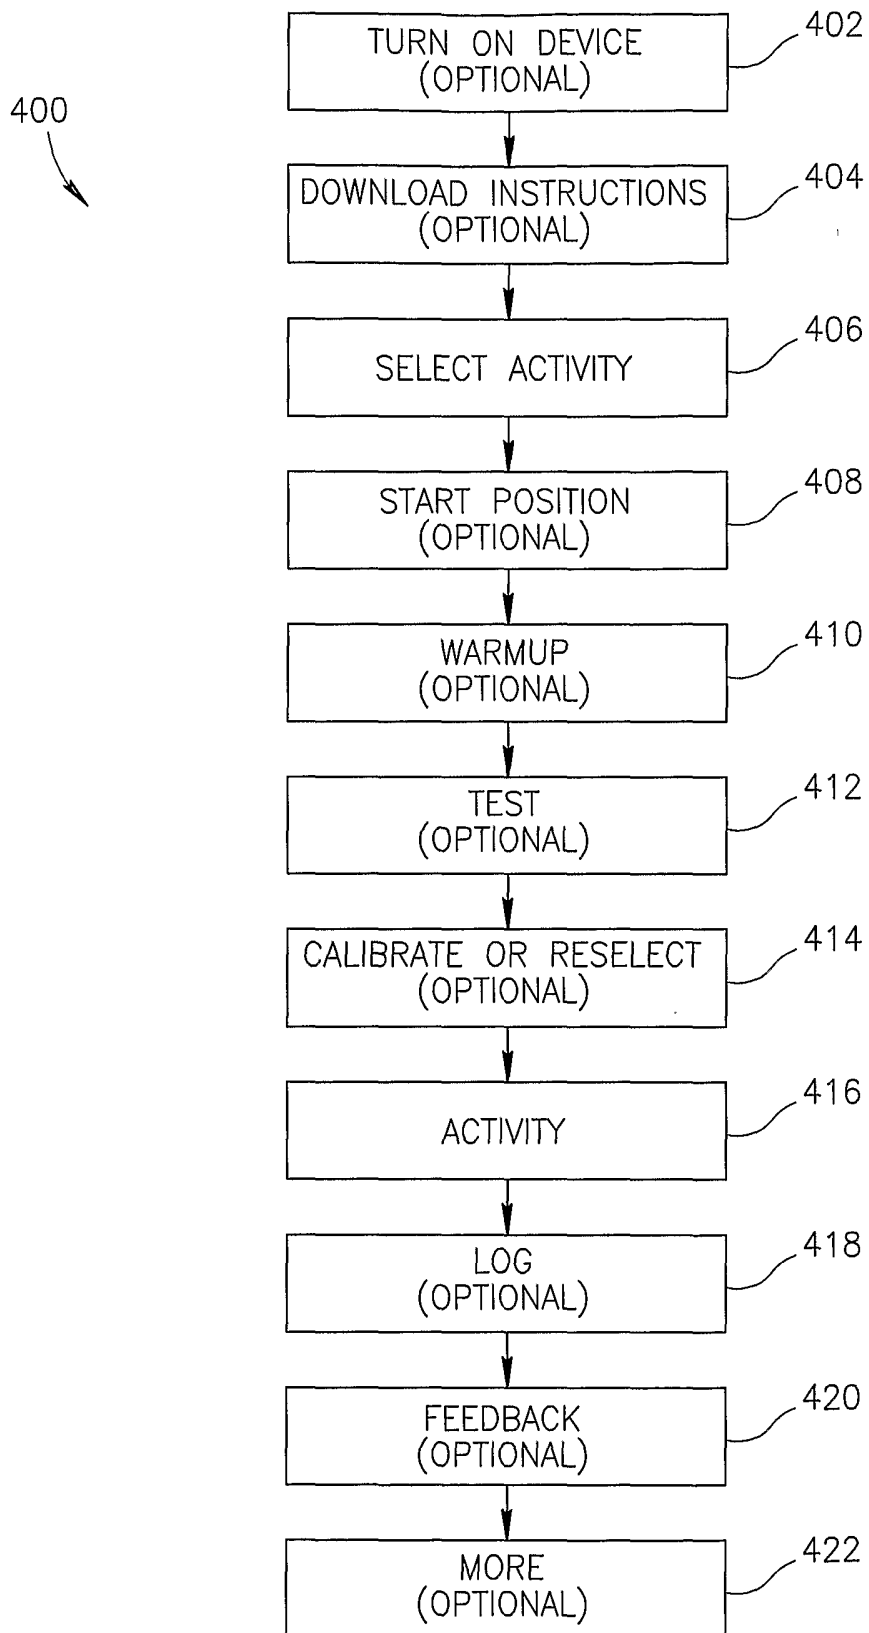 400
TURN ON DEVICE
(OPTIONAL)
402
DOWNLOAD INSTRUCTIONS
(OPTIONAL)
404
SELECT ACTIVITY
406
START POSITION
(OPTIONAL)
408
WARMUP
(OPTIONAL)
410
TEST
(OPTIONAL)
412
CALIBRATE OR RESELECT
(OPTIONAL)
414
ACTIVITY
416
LOG
(OPTIONAL)
418
FEEDBACK
(OPTIONAL)
420
MORE
(OPTIONAL)
422